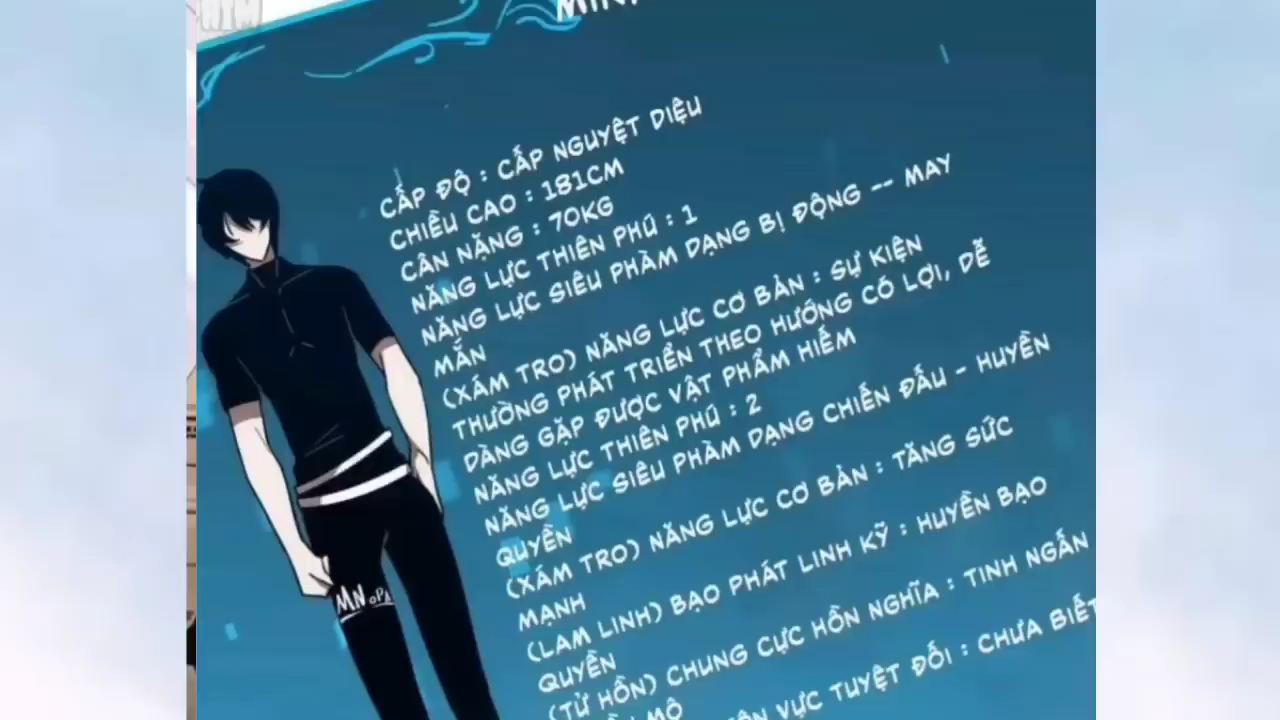 CẤP ĐỘ : CẤP NGUYỆT DIỆU
CHIỀU CAO : 181CM
CÂN NẶNG : 70KG
NĂNG LỰC THIÊN PHÚ : 1
NĂNG LỰC SIÊU PHÀM DẠNG BỊ ĐỘNG -- MAY
MẮN
(XÁM TRO) NĂNG LỰC CƠ BẢN : SỰ KIỆN
THƯỜNG PHÁT TRIỂN THEO HƯỚNG CÓ LỢI, DỄ
DÀNG GẶP ĐƯỢC VẬT PHẨM HIẾM
NĂNG LỰC THIÊN PHÚ : 2
NĂNG LỰC SIÊU PHÀM DẠNG CHIẾN ĐẤU - HUYỀN
QUYỀN
(XÁM TRO) NĂNG LỰC CƠ BẢN : TĂNG SỨC
MẠNH
(LAM LINH) BẠO PHÁT LINH KỸ : HUYỀN BẠO
QUYỀN
(TỬ HỒN) CHUNG CỰC HỒN NGHĨA : TINH NGẤN
MÔ
VỰC TUYỆT ĐỐI : CHƯA BIẾT